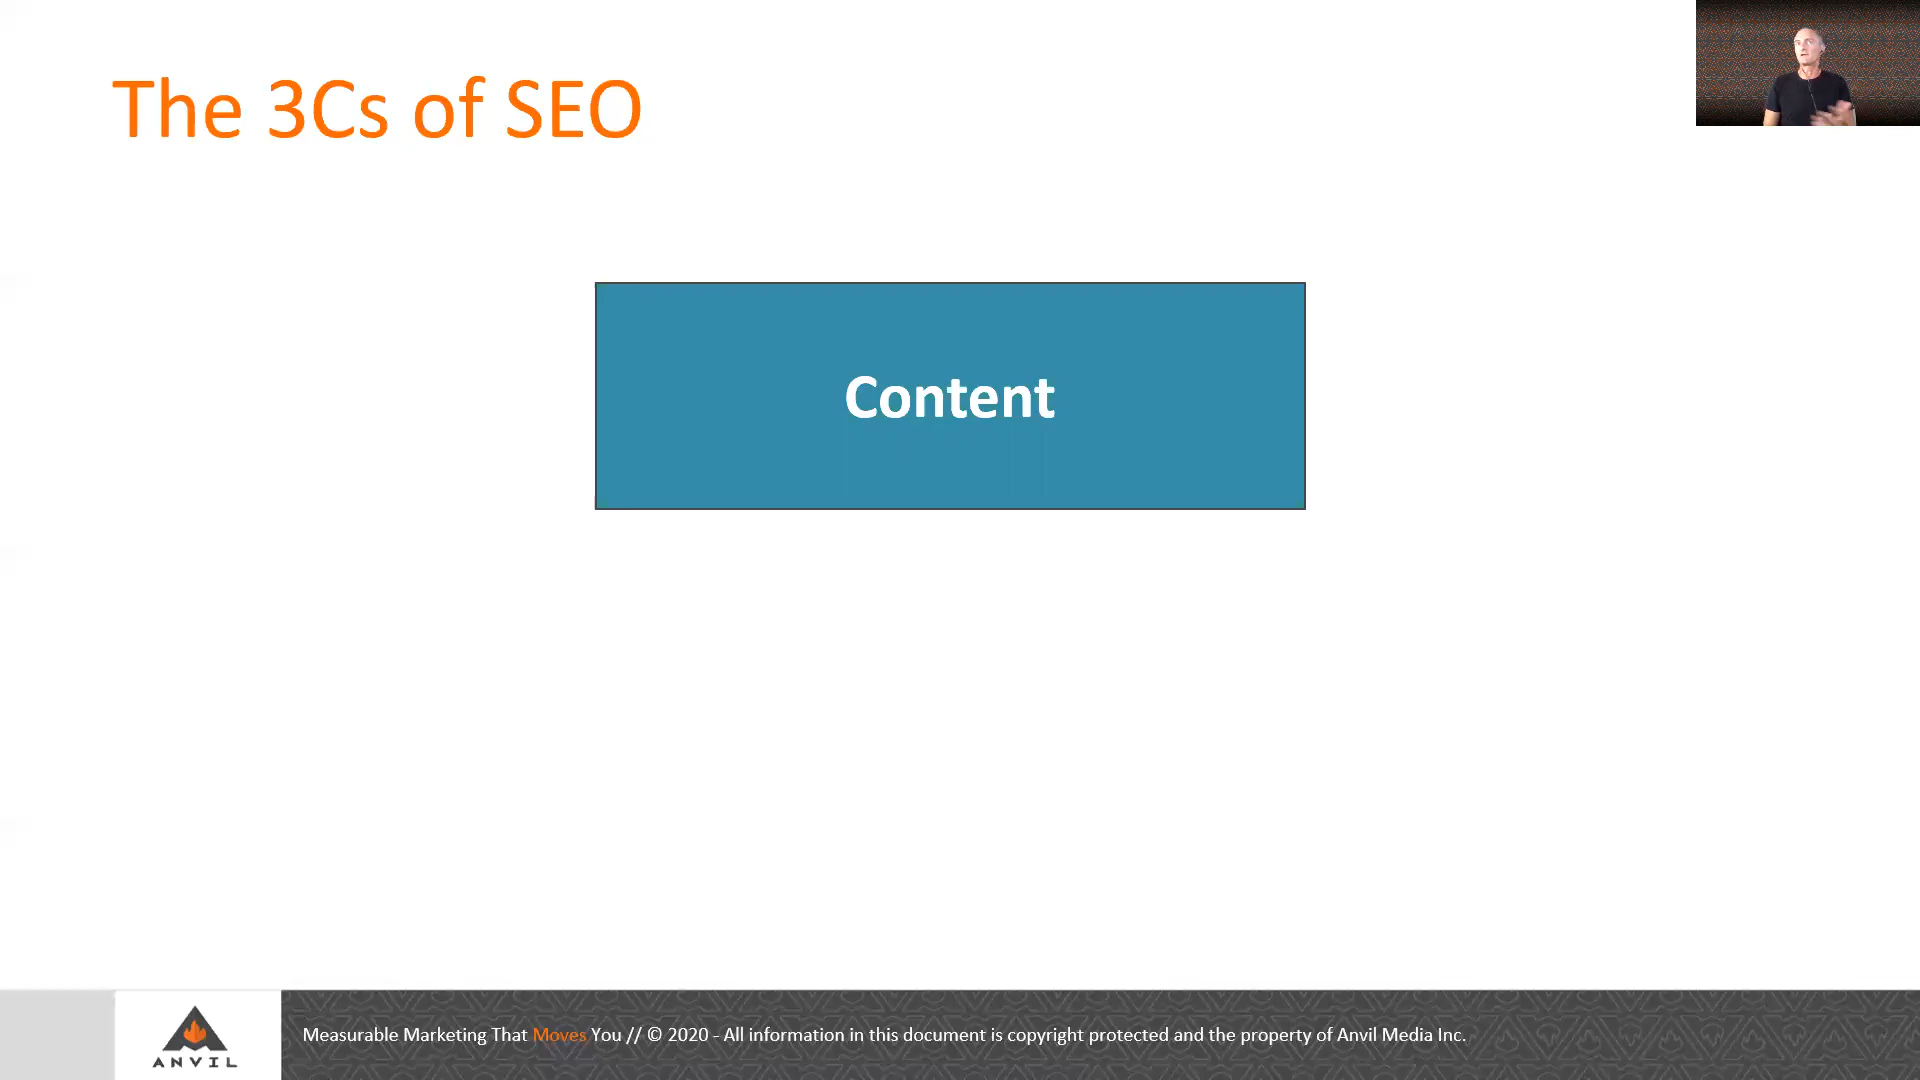 The 3Cs of SEO
Content
ANVIL
Measurable Marketing That Moves You // © 2020 - All information in this document is copyright protected and the property of Anvil Media Inc.